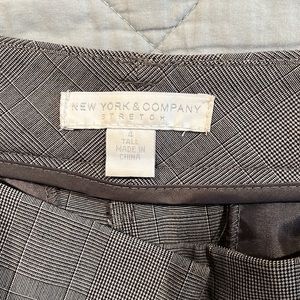 NEW YORK & COMPANY
STRETCH
4
TALL
MADE IN
CHINA